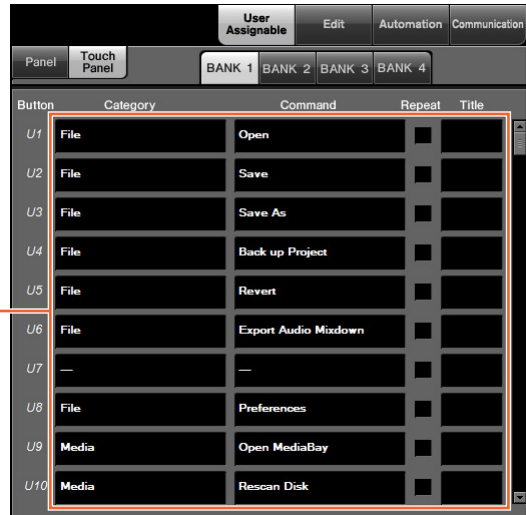 User Assignable Edit Automation Communication
Panel Touch Panel BANK 1 BANK 2 BANK 3 BANK 4
Button Category Command Repeat Title
U1 File Open
U2 File Save
U3 File Save As
U4 File Back up Project
U5 File Revert
U6 File Export Audio Mixdown
U7 — —
U8 File Preferences
U9 Media Open MediaBay
U10 Media Rescan Disk